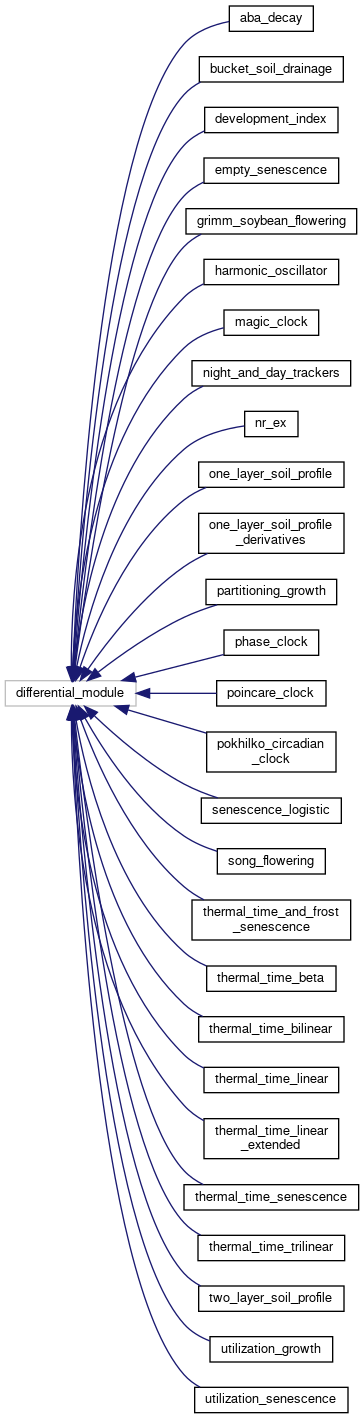 aba_decay
bucket_soil_drainage
development_index
empty_senescence
grimm_soybean_flowering
harmonic_oscillator
magic_clock
night_and_day_trackers
nr_ex
one_layer_soil_profile
one_layer_soil_profile
_derivatives
partitioning_growth
phase_clock
differential_module
poincare_clock
pokhilko_circadian
_clock
senescence_logistic
song_flowering
thermal_time_and_frost
_senescence
thermal_time_beta
thermal_time_bilinear
thermal_time_linear
thermal_time_linear
_extended
thermal_time_senescence
thermal_time_trilinear
two_layer_soil_profile
utilization_growth
utilization_senescence